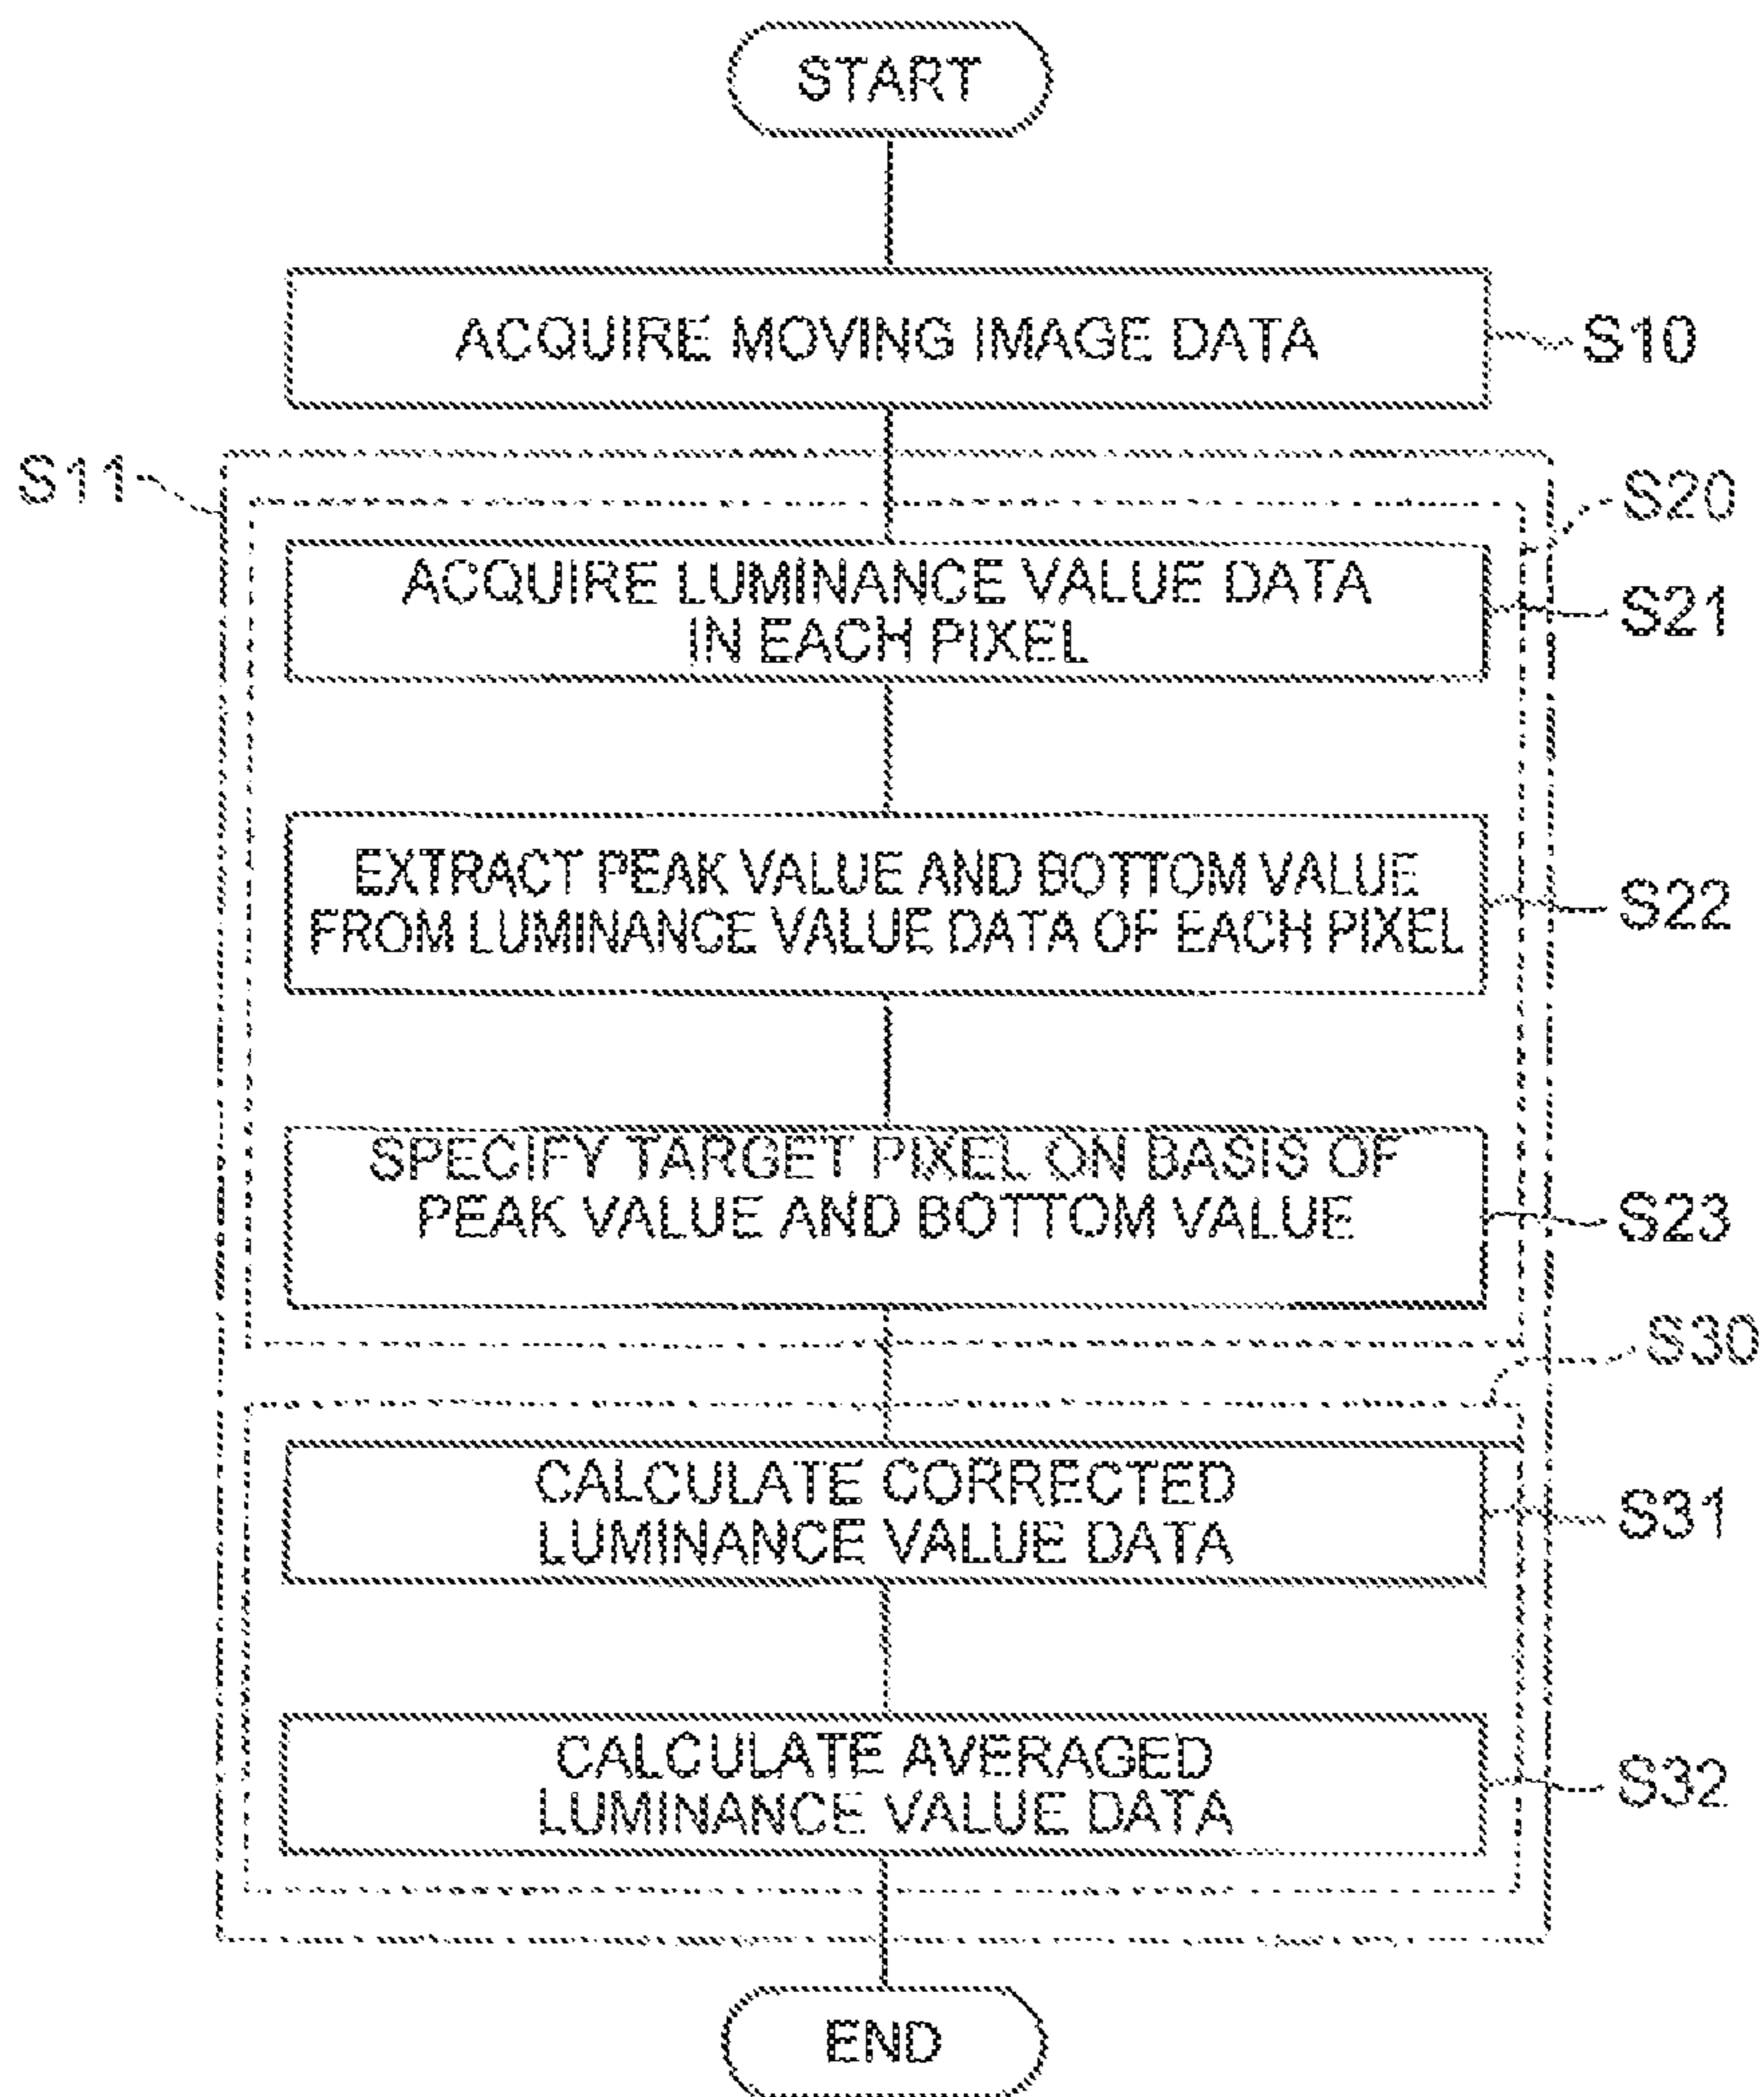 START
ACQUIRE MOVING IMAGE DATA
S10
S11
S20
ACQUIRE LUMINANCE VALUE DATA
IN EACH PIXEL
S21
EXTRACT PEAK VALUE AND BOTTOM VALUE
FROM LUMINANCE VALUE DATA OF EACH PIXEL
S22
SPECIFY TARGET PIXEL ON BASIS OF
PEAK VALUE AND BOTTOM VALUE
S23
S30
CALCULATE CORRECTED
LUMINANCE VALUE DATA
S31
CALCULATE AVERAGED
LUMINANCE VALUE DATA
S32
END